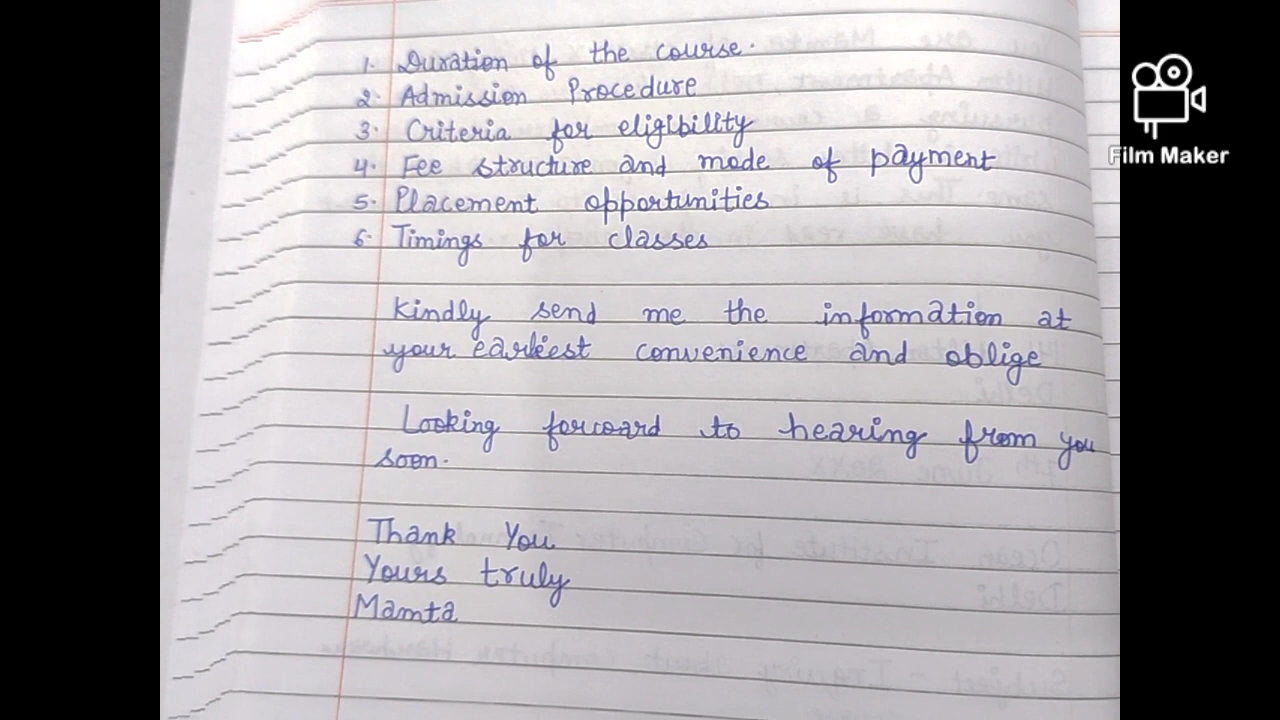 1. Duration of the course.
2. Admission Procedure
3. Criteria for eligibility
4. Fee structure and mode of payment
5. Placement opportunities
6. Timings for classes
Kindly send me the information at
your earliest convenience and oblige
Looking forward to hearing from you
soon.
Thank You
Yours truly
Mamta
Film Maker